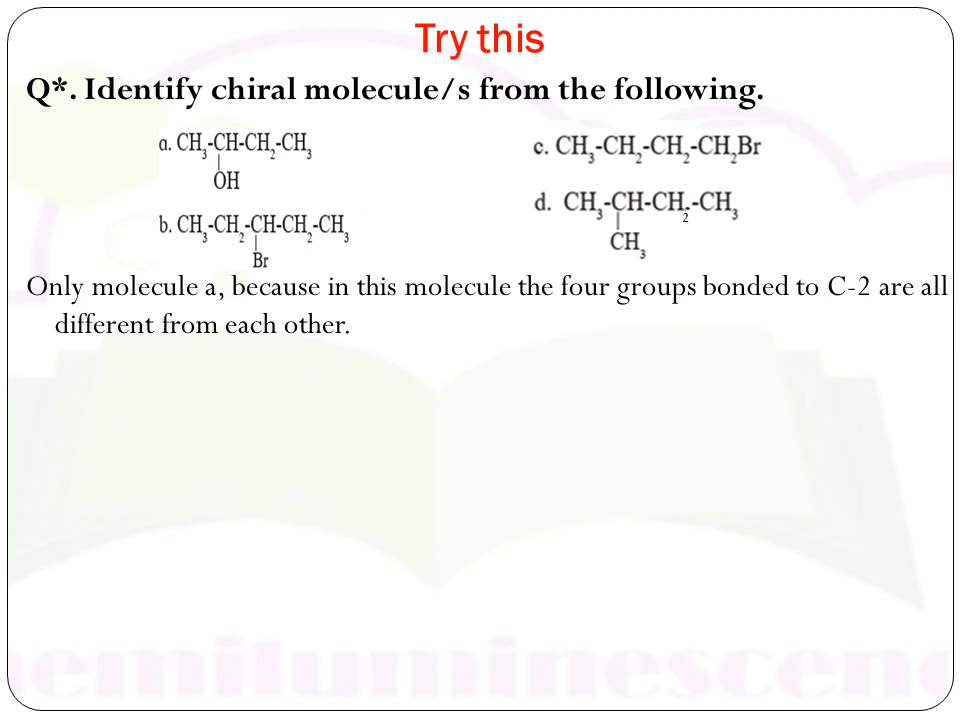 Try this
Q*. Identify chiral molecule/s from the following.
a. CH₃-CH-CH₂-CH₃
OH
b. CH₃-CH₂-CH-CH₂-CH₃
Br
c. CH₃-CH₂-CH₂-CH₂Br
d. CH₃-CH-CH₂-CH₃
CH₃
Only molecule a, because in this molecule the four groups bonded to C-2 are all
different from each other.
emiluminescen